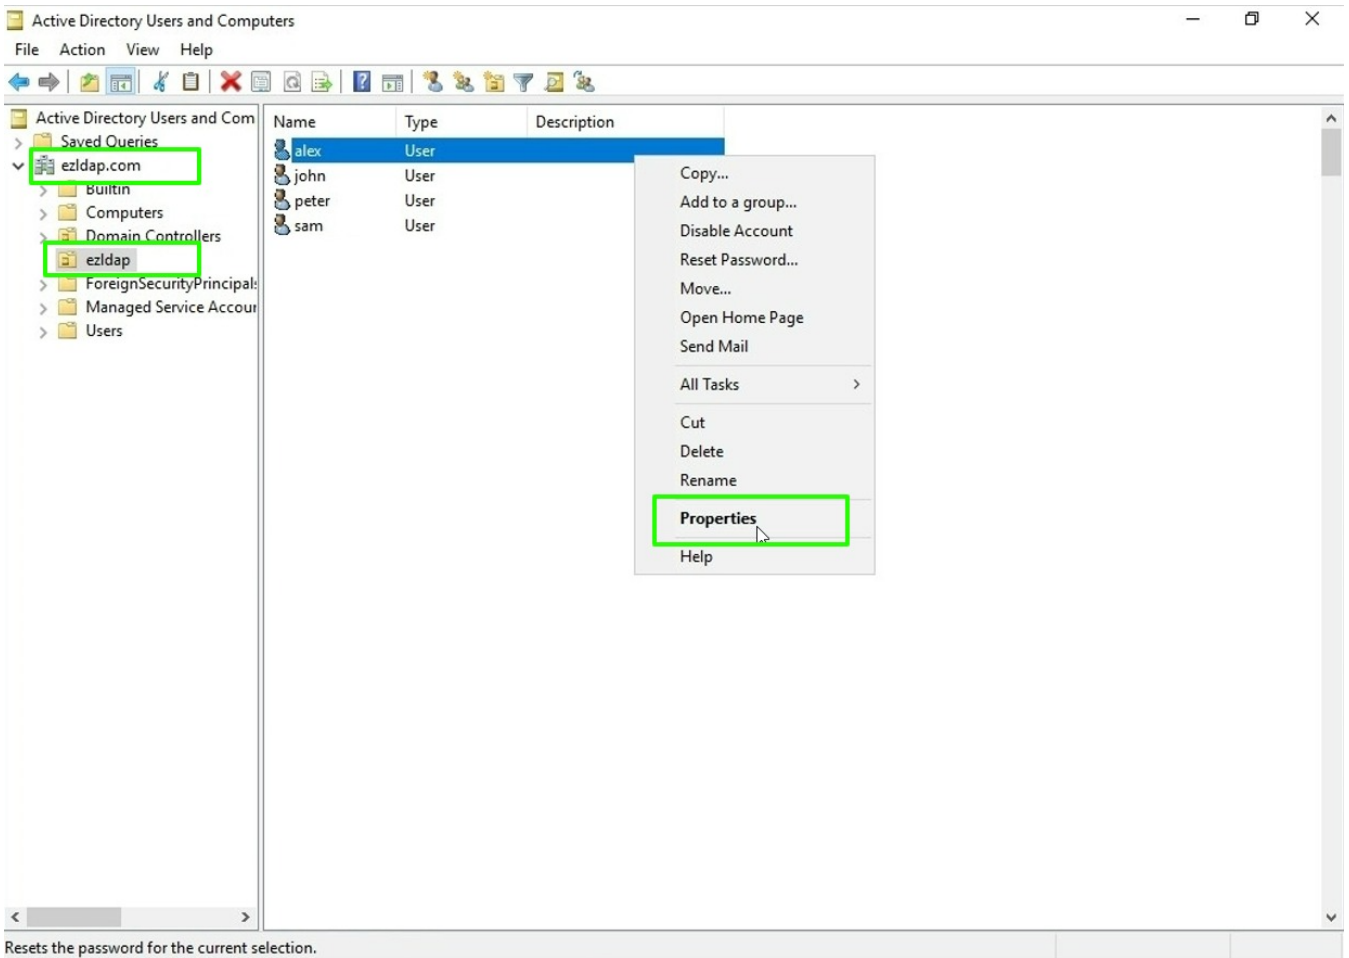 Active Directory Users and Computers
File Action View Help
Active Directory Users and Com
Saved Queries
ezldap.com
Builtin
Computers
Domain Controllers
ezldap
ForeignSecurityPrincipals
Managed Service Accour
Users
Name Type Description
alex User
john User
peter User
sam User
Copy...
Add to a group...
Disable Account
Reset Password...
Move...
Open Home Page
Send Mail
All Tasks
Cut
Delete
Rename
Properties
Help
Resets the password for the current selection.